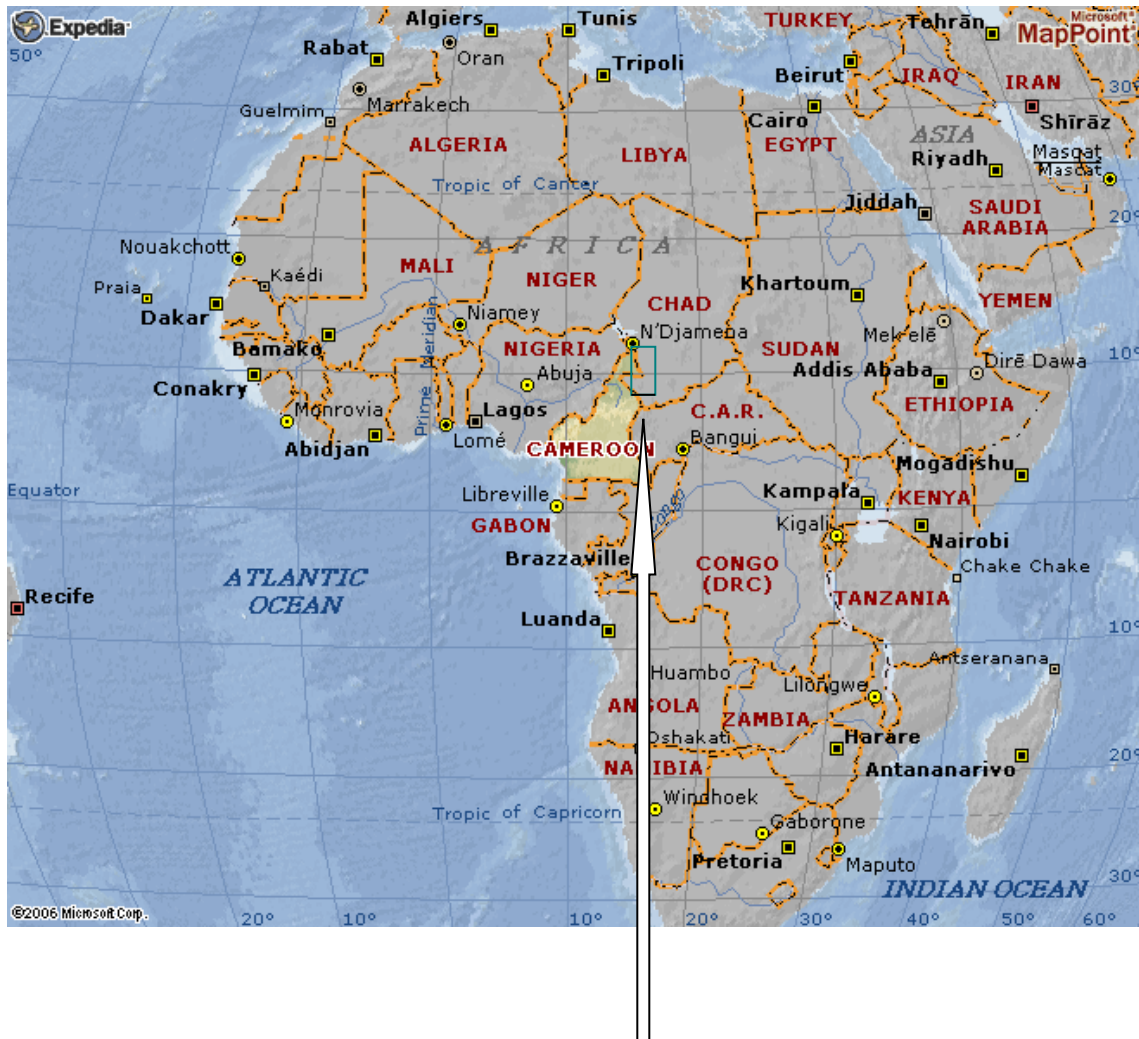 Expedia
Microsoft
MapPoint
Algiers
Tunis
TURKEY
Tehrān
50°
Rabat
Oran
Tripoli
Beirut
IRAQ
IRAN
30°
Guelmim
Marrakech
Cairo
Shīrāz
ALGERIA
LIBYA
EGYPT
ASIA
Riyadh
Masqat
Mascat
Tropic of Cancer
Jiddah
SAUDI
ARABIA
20°
Nouakchott
AFRICA
Praia
Kaédi
MALI
NIGER
CHAD
Khartoum
YEMEN
Dakar
Niamey
N'Djamena
Mek'elē
Bamako
Prime Meridian
NIGERIA
SUDAN
Dirē Dawa
10°
Conakry
Abuja
Addis Ababa
ETHIOPIA
Monrovia
Lagos
C.A.R.
Abidjan
Lomé
CAMEROON
Bangui
Mogadishu
Equator
Libreville
Congo
Kampala
KENYA
GABON
Kigali
Nairobi
Brazzaville
CONGO
(DRC)
Chake Chake
Recife
ATLANTIC
OCEAN
TANZANIA
Luanda
10°
Huambo
Lilongwe
Antseranana
ANGOLA
ZAMBIA
Oshakati
Harare
NAMIBIA
Antananarivo
20°
Tropic of Capricorn
Windhoek
Gaborone
Pretoria
Maputo
30°
INDIAN OCEAN
©2006 Microsoft Corp.
20°
10°
10°
20°
30°
40°
50°
60°